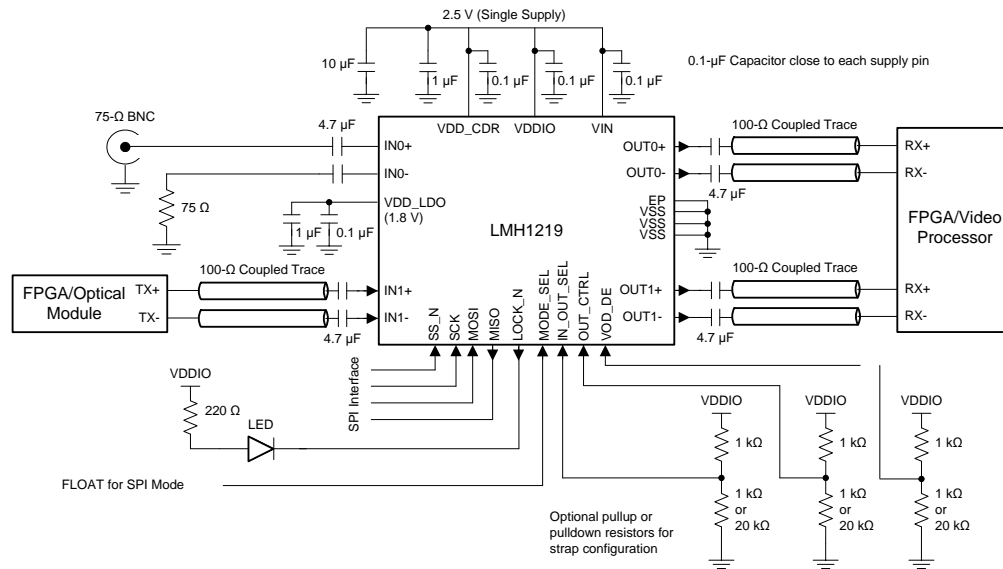 2.5 V (Single Supply)
10 µF
1 µF
0.1 µF
0.1 µF
0.1 µF
0.1-µF Capacitor close to each supply pin
75-Ω BNC
4.7 µF
VDD_CDR
VDDIO
VIN
100-Ω Coupled Trace
IN0+
OUT0+
RX+
IN0-
OUT0-
RX-
4.7 µF
75 Ω
VDD_LDO
(1.8 V)
EP
VSS
VSS
VSS
1 µF
0.1 µF
LMH1219
FPGA/Video
Processor
100-Ω Coupled Trace
100-Ω Coupled Trace
FPGA/Optical
Module
TX+
TX-
IN1+
IN1-
4.7 µF
OUT1+
OUT1-
RX+
RX-
4.7 µF
SS_N
SCK
MOSI
MISO
LOCK_N
MODE_SEL
IN_OUT_SEL
OUT_CTRL
VOD_DE
SPI Interface
VDDIO
220 Ω
LED
VDDIO
VDDIO
VDDIO
1 kΩ
1 kΩ
1 kΩ
FLOAT for SPI Mode
1 kΩ
or
20 kΩ
1 kΩ
or
20 kΩ
1 kΩ
or
20 kΩ
Optional pullup or
pulldown resistors for
strap configuration